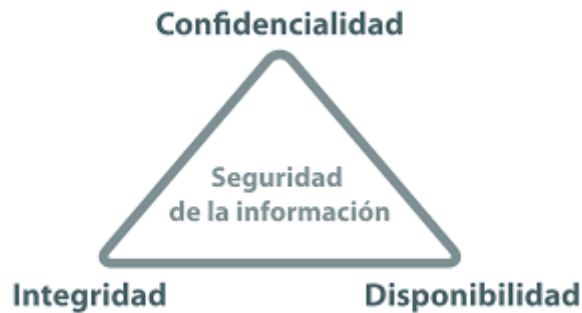 Confidencialidad
Seguridad
de la información
Integridad
Disponibilidad